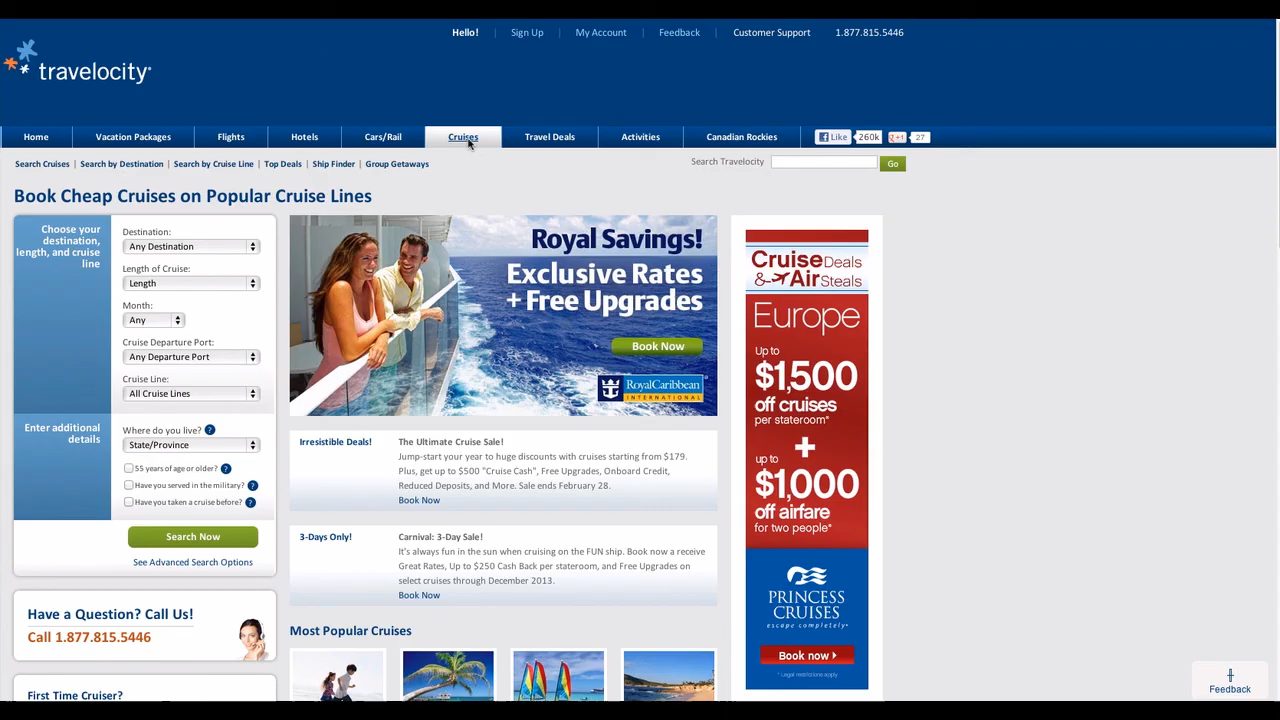 Hello! | Sign Up | My Account | Feedback | Customer Support 1.877.815.5446
travelocity®
Home Vacation Packages Flights Hotels Cars/Rail Cruises Travel Deals Activities Canadian Rockies Like 260k +1 27
Search Cruises | Search by Destination | Search by Cruise Line | Top Deals | Ship Finder | Group Getaways
Search Travelocity Go
Book Cheap Cruises on Popular Cruise Lines
Choose your
destination,
length, and cruise
line
Destination:
Any Destination
Length of Cruise:
Length
Month:
Any
Cruise Departure Port:
Any Departure Port
Cruise Line:
All Cruise Lines
Enter additional
details
Where do you live? ?
State/Province
55 years of age or older? ?
Have you served in the military? ?
Have you taken a cruise before? ?
Search Now
See Advanced Search Options
Have a Question? Call Us!
Call 1.877.815.5446
First Time Cruiser?
Royal Savings!
Exclusive Rates
+ Free Upgrades
Book Now
RoyalCaribbean
INTERNATIONAL
Irresistible Deals!
The Ultimate Cruise Sale!
Jump-start your year to huge discounts with cruises starting from $179.
Plus, get up to $500 "Cruise Cash", Free Upgrades, Onboard Credit,
Reduced Deposits, and More. Sale ends February 28.
Book Now
3-Days Only!
Carnival: 3-Day Sale!
It's always fun in the sun when cruising on the FUN ship. Book now a receive
Great Rates, Up to $250 Cash Back per stateroom, and Free Upgrades on
select cruises through December 2013.
Book Now
Most Popular Cruises
Cruise Deals
& Air Steals
Europe
Up to
$1,500
off cruises
per stateroom*
+
up to
$1,000
off airfare
for two people*
PRINCESS
CRUISES
escape completely*
Book now
* Legal restrictions apply
Feedback